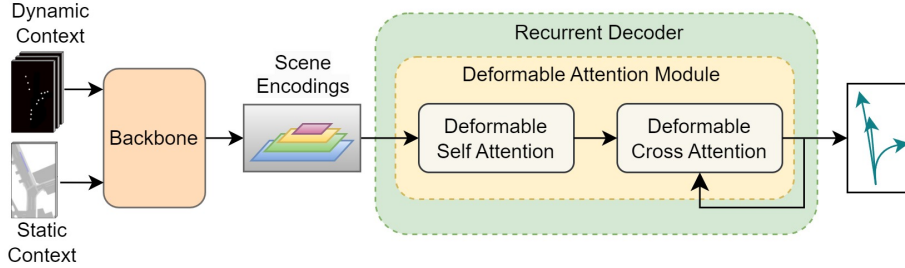 Dynamic
Context
Static
Context
Backbone
Scene
Encodings
Recurrent Decoder
Deformable Attention Module
Deformable
Self Attention
Deformable
Cross Attention